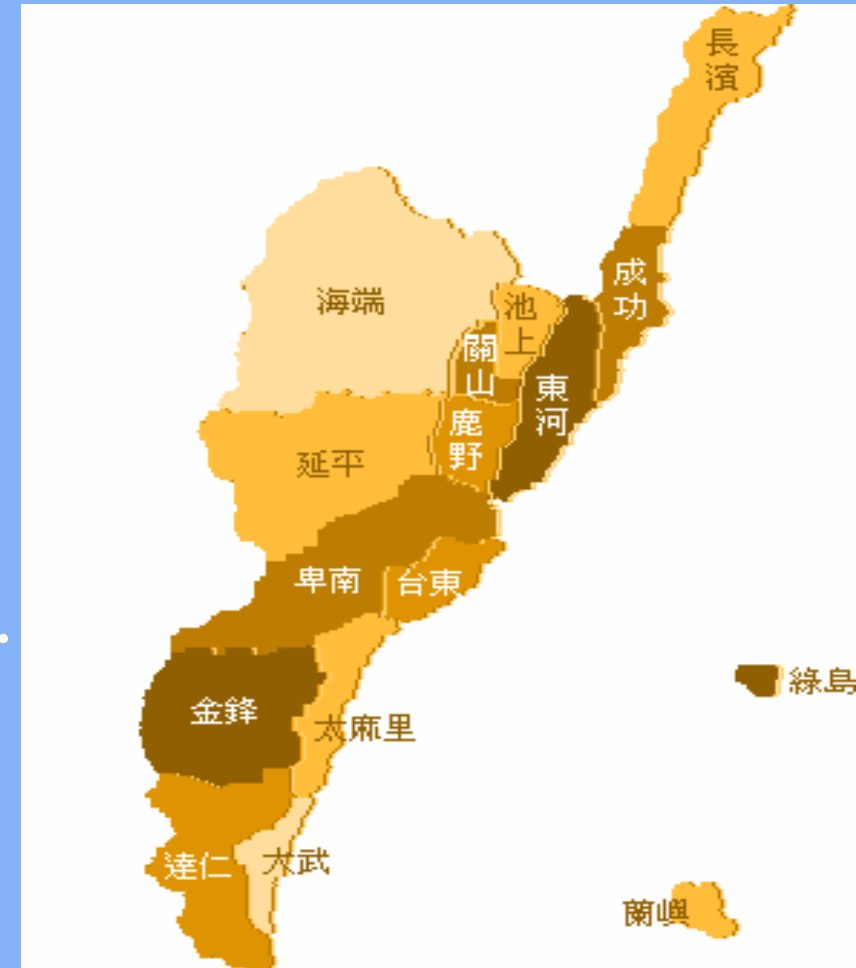 長濱
成功
海端
池上
關山
東河
鹿野
延平
卑南
台東
綠島
金鋒
太麻里
達仁
大武
蘭嶼